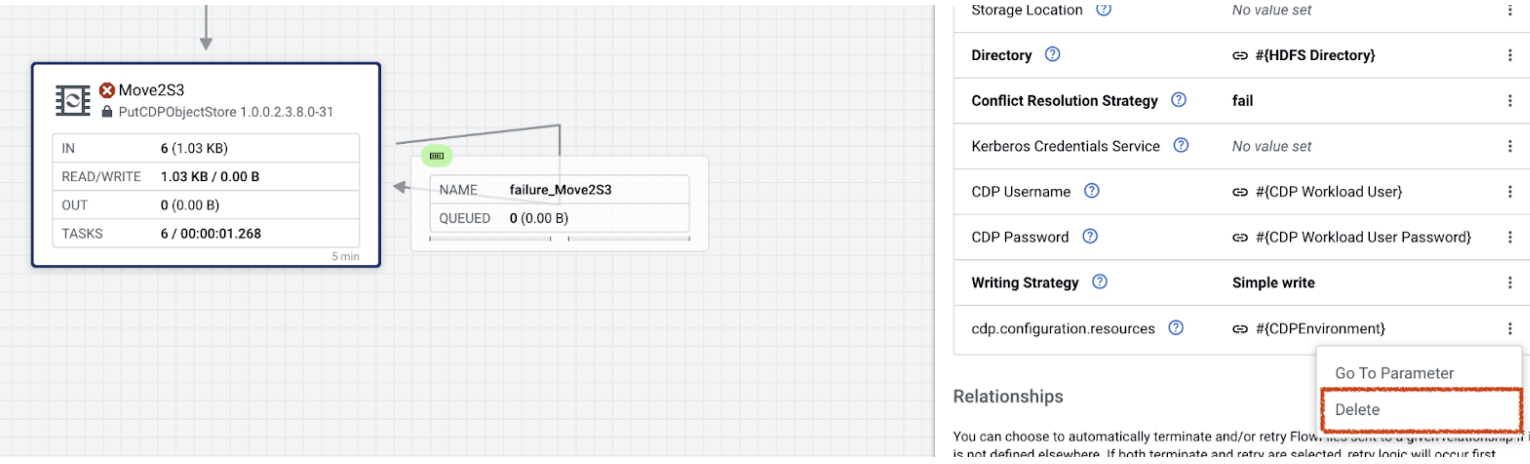 Move2S3
PutCDPObjectStore 1.0.0.2.3.8.0-31
IN 6 (1.03 KB)
READ/WRITE 1.03 KB / 0.00 B
OUT 0 (0.00 B)
TASKS 6 / 00:00:01.268
5 min
NAME failure_Move2S3
QUEUED 0 (0.00 B)
Storage Location No value set
Directory #{HDFS Directory}
Conflict Resolution Strategy fail
Kerberos Credentials Service No value set
CDP Username #{CDP Workload User}
CDP Password #{CDP Workload User Password}
Writing Strategy Simple write
cdp.configuration.resources #{CDPEnvironment}
Go To Parameter
Delete
Relationships
You can choose to automatically terminate and/or retry FlowFiles sent to a given relationship if
is not defined elsewhere. If both terminate and retry are selected, retry logic will occur first